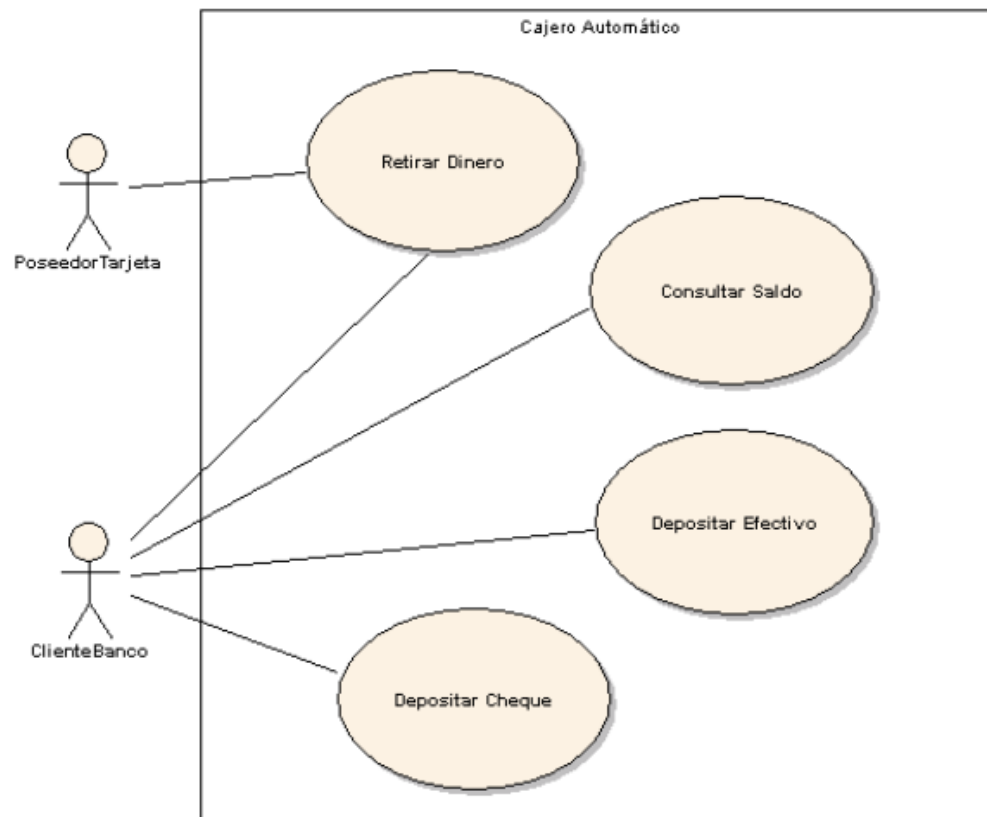 Cajero Automático
Retirar Dinero
PoseedorTarjeta
Consultar Saldo
Depositar Efectivo
ClienteBanco
Depositar Cheque